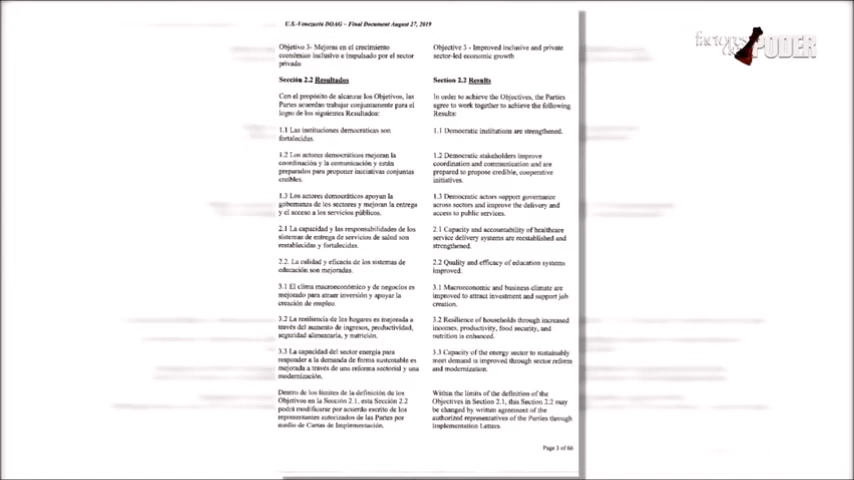 U.S.-Venezuela DOAG – Final Document August 27, 2019
factores de PODER
Objetivo 3- Mejoras en el crecimiento
económico inclusivo e impulsado por el sector
privado
Sección 2.2 Resultados
Con el propósito de alcanzar los Objetivos, las
Partes acuerdan trabajar conjuntamente para el
logro de los siguientes Resultados:
1.1 Las instituciones democráticas son
fortalecidas.
1.2 Los actores democráticos mejoran la
coordinación y la comunicación y están
preparados para proponer iniciativas conjuntas
creíbles.
1.3 Los actores democráticos apoyan la
gobernanza de los sectores y mejoran la entrega
y el acceso a los servicios públicos.
2.1 La capacidad y las responsabilidades de los
sistemas de entrega de servicios de salud son
restablecidas y fortalecidas.
2.2. La calidad y eficacia de los sistemas de
educación son mejoradas.
3.1 El clima macroeconómico y de negocios es
mejorado para atraer inversión y apoyar la
creación de empleo.
3.2 La resiliencia de los hogares es mejorada a
través del aumento de ingresos, productividad,
seguridad alimentaria, y nutrición.
3.3 La capacidad del sector energía para
responder a la demanda de forma sustentable es
mejorada a través de una reforma sectorial y una
modernización.
Dentro de los límites de la definición de los
Objetivos en la Sección 2.1, esta Sección 2.2
podrá modificarse por acuerdo escrito de los
representantes autorizados de las Partes por
medio de Cartas de Implementación.
Objective 3 - Improved inclusive and private
sector-led economic growth
Section 2.2 Results
In order to achieve the Objectives, the Parties
agree to work together to achieve the following
Results:
1.1 Democratic institutions are strengthened.
1.2 Democratic stakeholders improve
coordination and communication and are
prepared to propose credible, cooperative
initiatives.
1.3 Democratic actors support governance
across sectors and improve the delivery and
access to public services.
2.1 Capacity and accountability of healthcare
service delivery systems are reestablished and
strengthened.
2.2 Quality and efficacy of education systems
improved.
3.1 Macroeconomic and business climate are
improved to attract investment and support job
creation.
3.2 Resilience of households through increased
incomes, productivity, food security, and
nutrition is enhanced.
3.3 Capacity of the energy sector to sustainably
meet demand is improved through sector reform
and modernization.
Within the limits of the definition of the
Objectives in Section 2.1, this Section 2.2 may
be changed by written agreement of the
authorized representatives of the Parties through
Implementation Letters.
Page 3 of 66